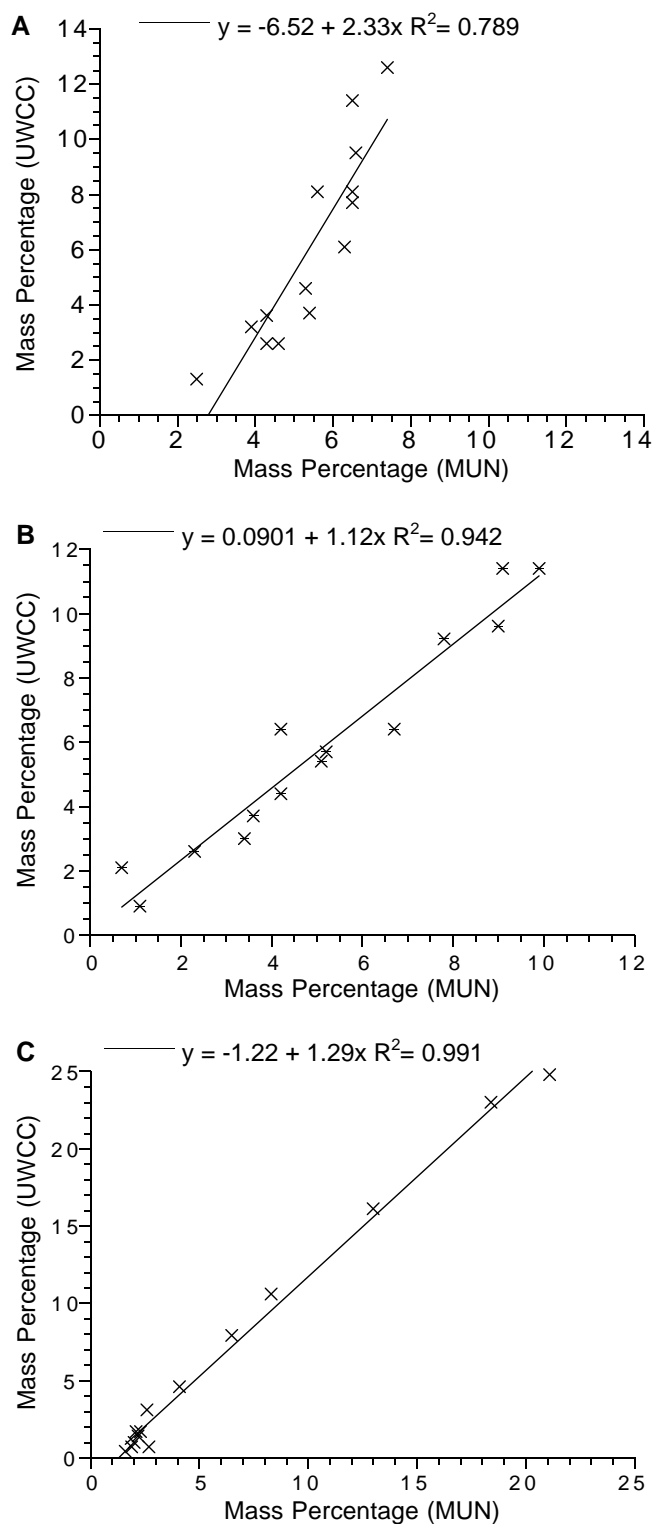 A
y = -6.52 + 2.33x R²= 0.789
14
12
10
8
6
4
2
0
Mass Percentage (UWCC)
0 2 4 6 8 10 12 14
Mass Percentage (MUN)
B
y = 0.0901 + 1.12x R²= 0.942
12
10
8
6
4
2
0
Mass Percentage (UWCC)
0 2 4 6 8 10 12
Mass Percentage (MUN)
C
y = -1.22 + 1.29x R²= 0.991
25
20
15
10
5
0
Mass Percentage (UWCC)
0 5 10 15 20 25
Mass Percentage (MUN)